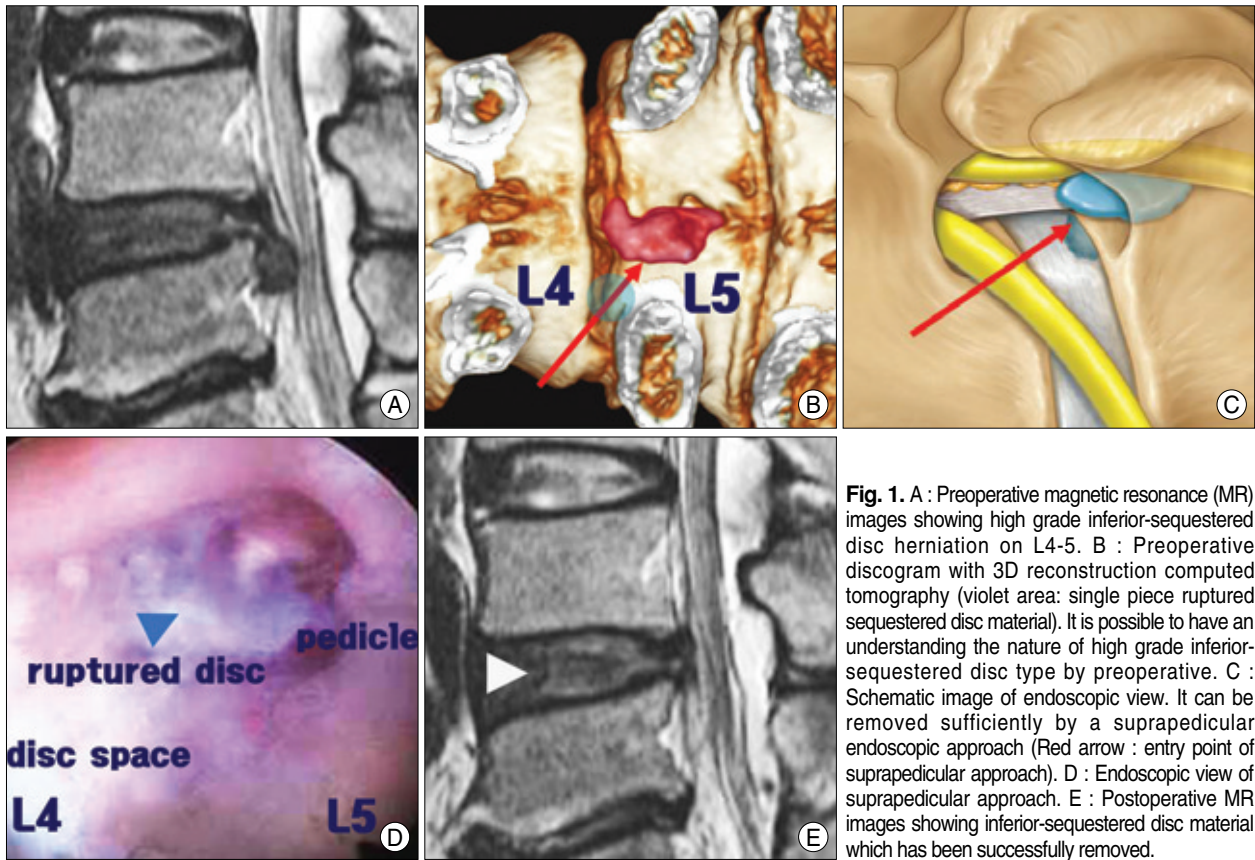 A
L4
L5
B
C
ruptured disc
pedicle
disc space
L4
L5
D
E
Fig. 1. A : Preoperative magnetic resonance (MR)
images showing high grade inferior-sequestered
disc herniation on L4-5. B : Preoperative
discogram with 3D reconstruction computed
tomography (violet area: single piece ruptured
sequestered disc material). It is possible to have an
understanding the nature of high grade inferior-
sequestered disc type by preoperative. C :
Schematic image of endoscopic view. It can be
removed sufficiently by a suprapedicular
endoscopic approach (Red arrow : entry point of
suprapedicular approach). D : Endoscopic view of
suprapedicular approach. E : Postoperative MR
images showing inferior-sequestered disc material
which has been successfully removed.